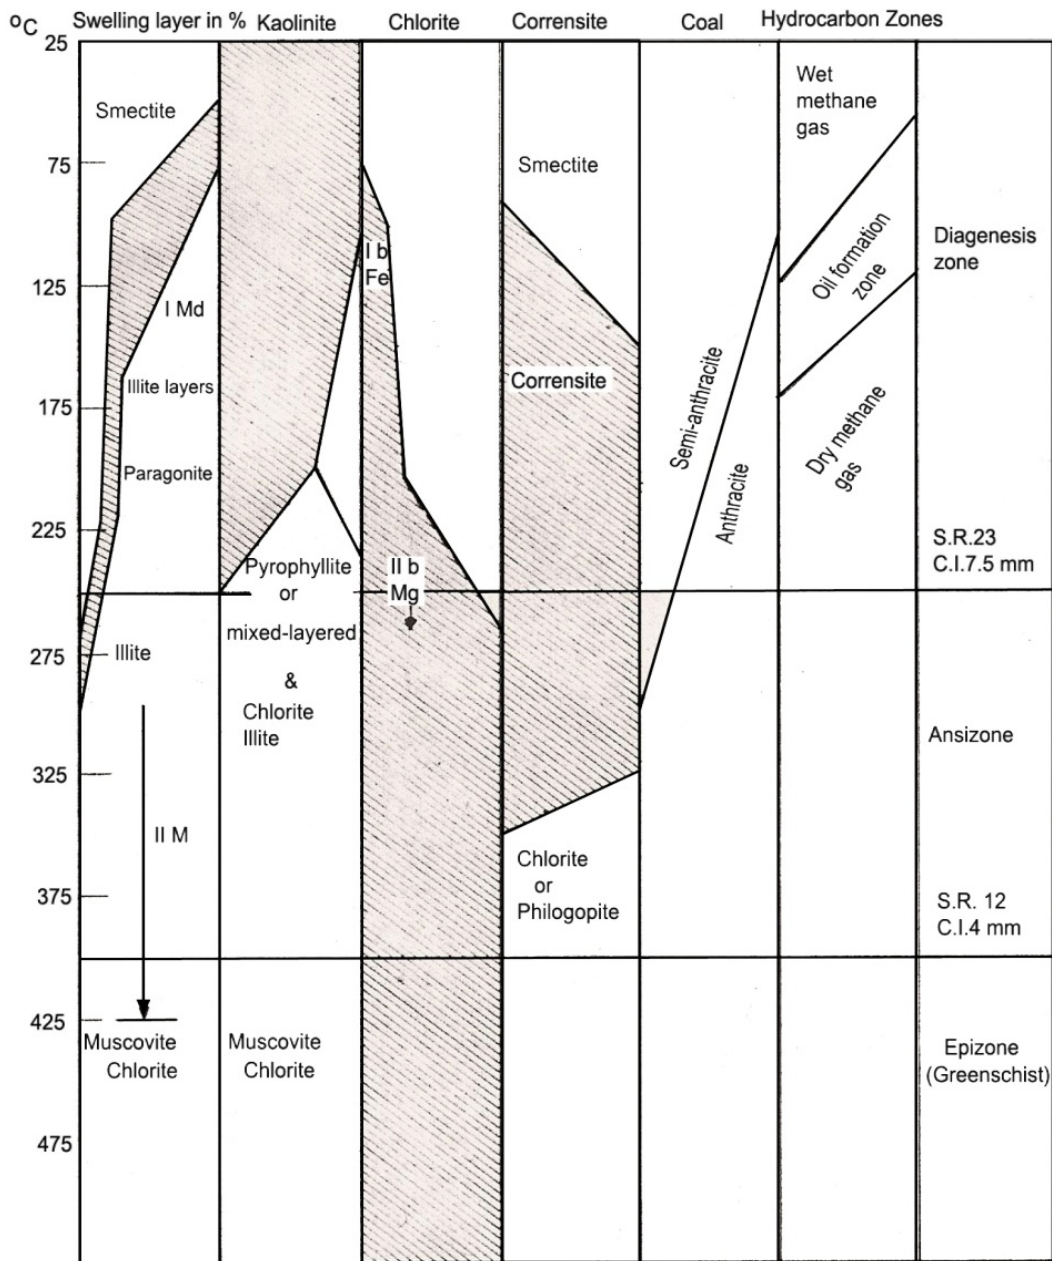 °C
Swelling layer in %
Kaolinite
Chlorite
Corrensite
Coal
Hydrocarbon Zones
25
75
125
175
225
275
325
375
425
475
Smectite
I Md
Illite layers
Paragonite
Illite
II M
Muscovite
Chlorite
Pyrophyllite
or
mixed-layered
&
Chlorite
Illite
Muscovite
Chlorite
I b
Fe
II b
Mg
Smectite
Corrensite
Chlorite
or
Philogopite
Semi-anthracite
Anthracite
Wet
methane
gas
Oil formation
zone
Dry methane
gas
Diagenesis
zone
S.R.23
C.I.7.5 mm
Ansizone
S.R. 12
C.I.4 mm
Epizone
(Greenschist)